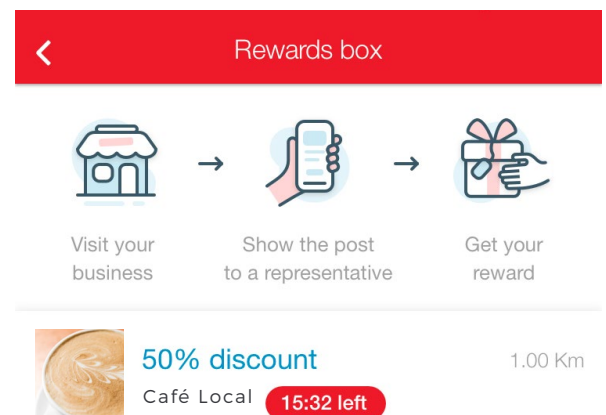 Rewards box
Visit your
business
Show the post
to a representative
Get your
reward
50% discount
1.00 Km
Café Local
15:32 left